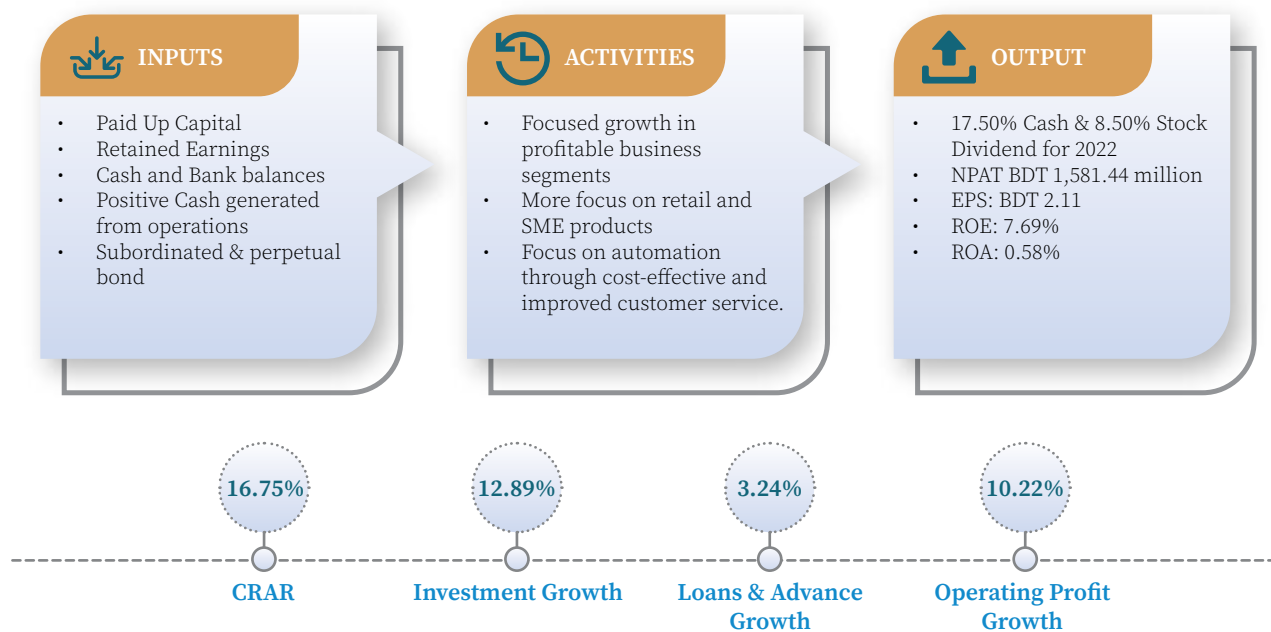 INPUTS
• Paid Up Capital
• Retained Earnings
• Cash and Bank balances
• Positive Cash generated
from operations
• Subordinated & perpetual
bond
ACTIVITIES
• Focused growth in
profitable business
segments
• More focus on retail and
SME products
• Focus on automation
through cost-effective and
improved customer service.
OUTPUT
• 17.50% Cash & 8.50% Stock
Dividend for 2022
• NPAT BDT 1,581.44 million
• EPS: BDT 2.11
• ROE: 7.69%
• ROA: 0.58%
16.75%
CRAR
12.89%
Investment Growth
3.24%
Loans & Advance
Growth
10.22%
Operating Profit
Growth